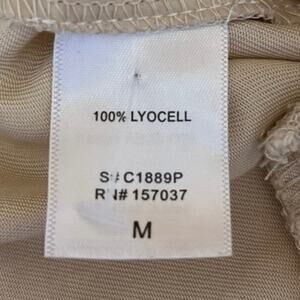 100% LYOCELL
S# C1889P
RN# 157037
M